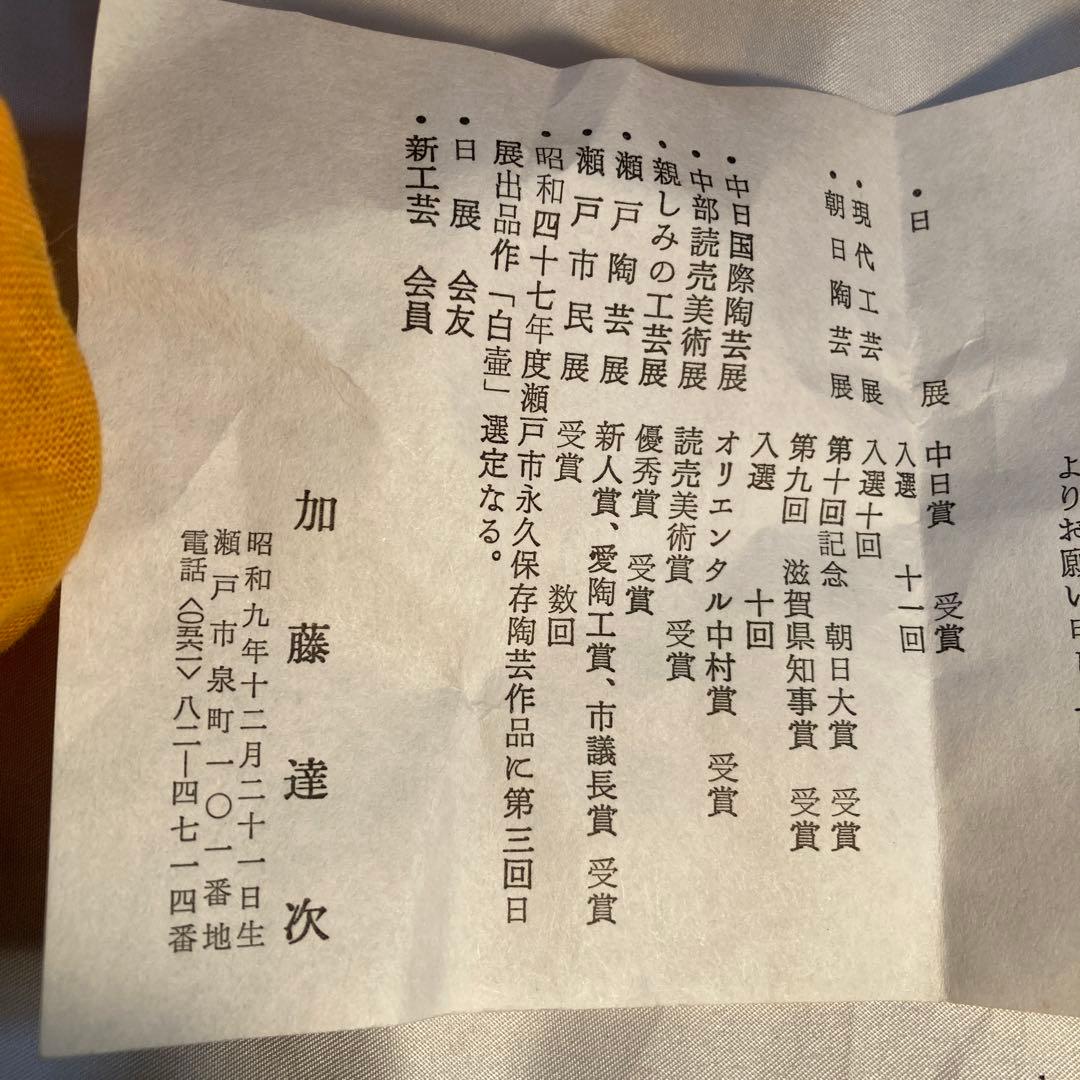 よりお願い
・日展 中日賞 受賞
入選 十一回
・現代工芸展 入選十回
・朝日陶芸展 第十回記念 朝日大賞 受賞
第九回 滋賀県知事賞 受賞
入選 十回
・中日国際陶芸展 オリエンタル中村賞 受賞
・中部読売美術展 読売美術賞 受賞
・親しみの工芸展 優秀賞 受賞
・瀬戸陶芸展 新人賞、愛陶工賞、市議長賞 受賞
・瀬戸市民展 受賞 数回
・昭和四十七年度瀬戸市永久保存陶芸作品に第三回日
展出品作「白壷」選定なる。
・日展 会友
・新工芸 会員
加藤達次
昭和九年十二月二十一日生
瀬戸市泉町一〇一番地
電話〈〇五六一〉八二―四七一四番